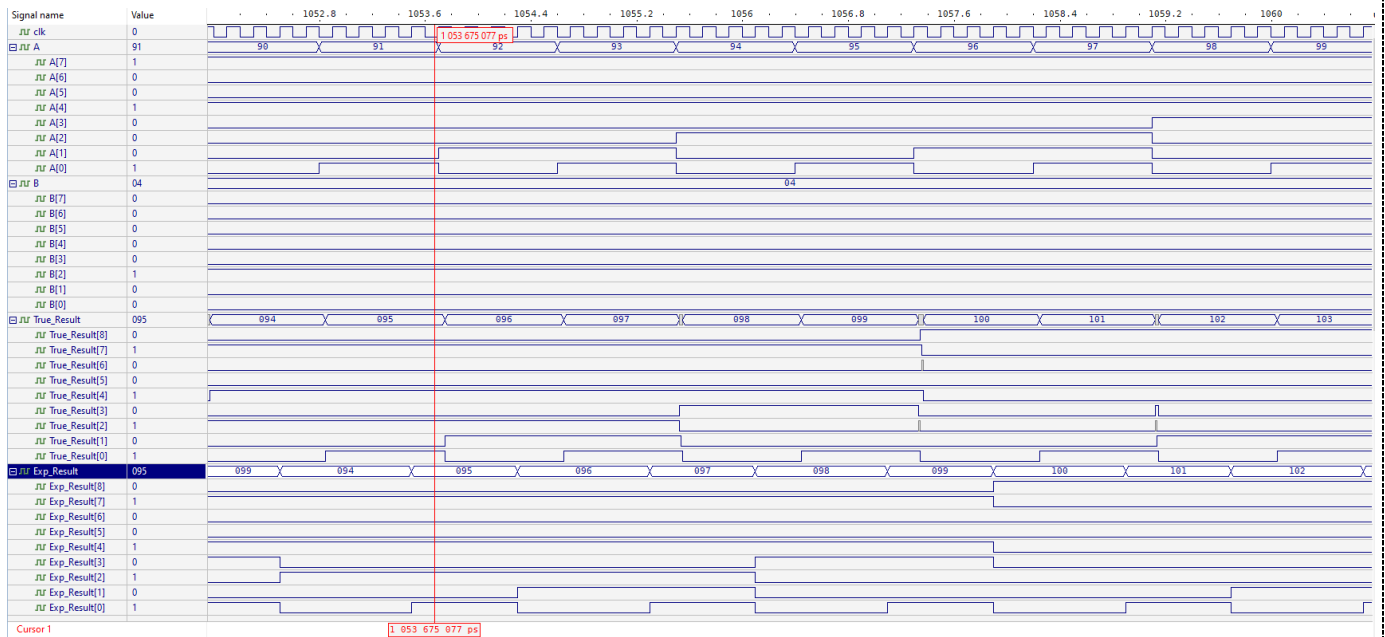 Signal name Value 1052.8 1053.6 1054.4 1055.2 1056 1056.8 1057.6 1058.4 1059.2 1060
clk 0 1 053 675 077 ps
A 91 90 91 92 93 94 95 96 97 98 99
A[7] 1
A[6] 0
A[5] 0
A[4] 1
A[3] 0
A[2] 0
A[1] 0
A[0] 1
B 04 04
B[7] 0
B[6] 0
B[5] 0
B[4] 0
B[3] 0
B[2] 1
B[1] 0
B[0] 0
True_Result 095 094 095 096 097 098 099 100 101 102 103
True_Result[8] 0
True_Result[7] 1
True_Result[6] 0
True_Result[5] 0
True_Result[4] 1
True_Result[3] 0
True_Result[2] 1
True_Result[1] 0
True_Result[0] 1
Exp_Result 095 099 094 095 096 097 098 099 100 101 102
Exp_Result[8] 0
Exp_Result[7] 1
Exp_Result[6] 0
Exp_Result[5] 0
Exp_Result[4] 1
Exp_Result[3] 0
Exp_Result[2] 1
Exp_Result[1] 0
Exp_Result[0] 1
Cursor 1 1 053 675 077 ps